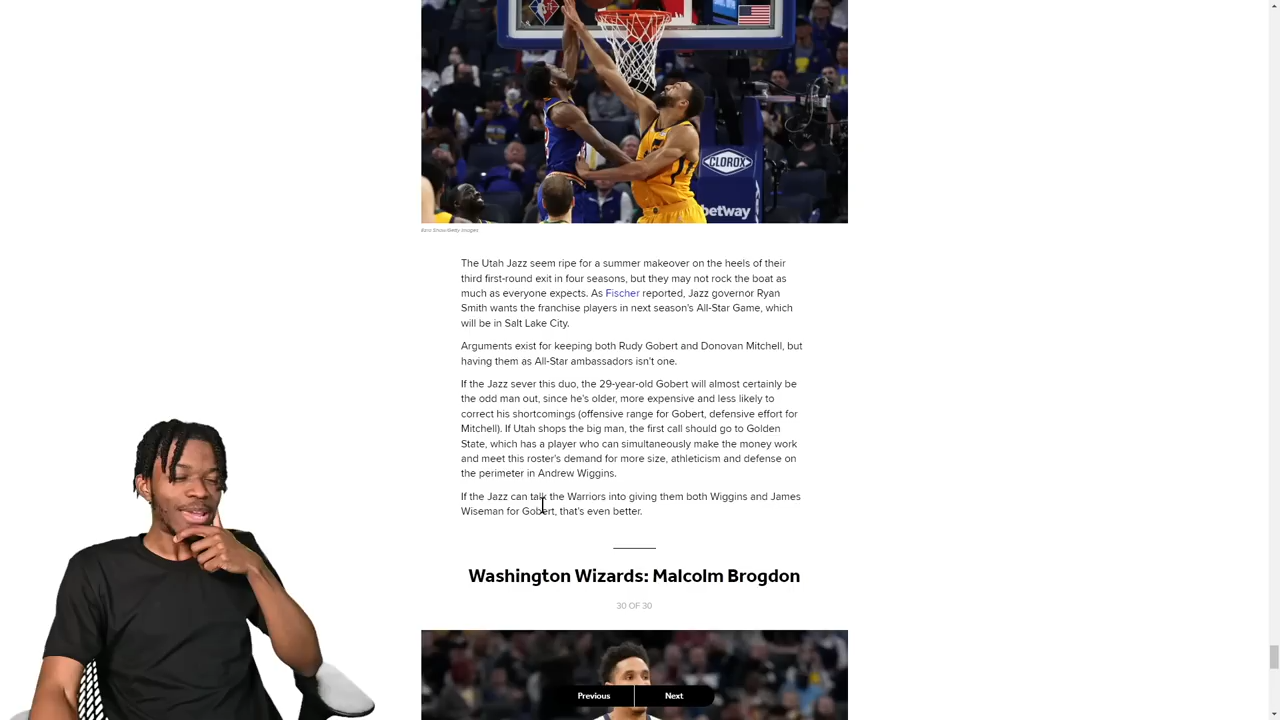 CLOROX
betway
Ezra Shaw/Getty Images
The Utah Jazz seem ripe for a summer makeover on the heels of their
third first-round exit in four seasons, but they may not rock the boat as
much as everyone expects. As Fischer reported, Jazz governor Ryan
Smith wants the franchise players in next season's All-Star Game, which
will be in Salt Lake City.
Arguments exist for keeping both Rudy Gobert and Donovan Mitchell, but
having them as All-Star ambassadors isn't one.
If the Jazz sever this duo, the 29-year-old Gobert will almost certainly be
the odd man out, since he's older, more expensive and less likely to
correct his shortcomings (offensive range for Gobert, defensive effort for
Mitchell). If Utah shops the big man, the first call should go to Golden
State, which has a player who can simultaneously make the money work
and meet this roster's demand for more size, athleticism and defense on
the perimeter in Andrew Wiggins.
If the Jazz can talk the Warriors into giving them both Wiggins and James
Wiseman for Gobert, that's even better.
Washington Wizards: Malcolm Brogdon
30 OF 30
Previous
Next